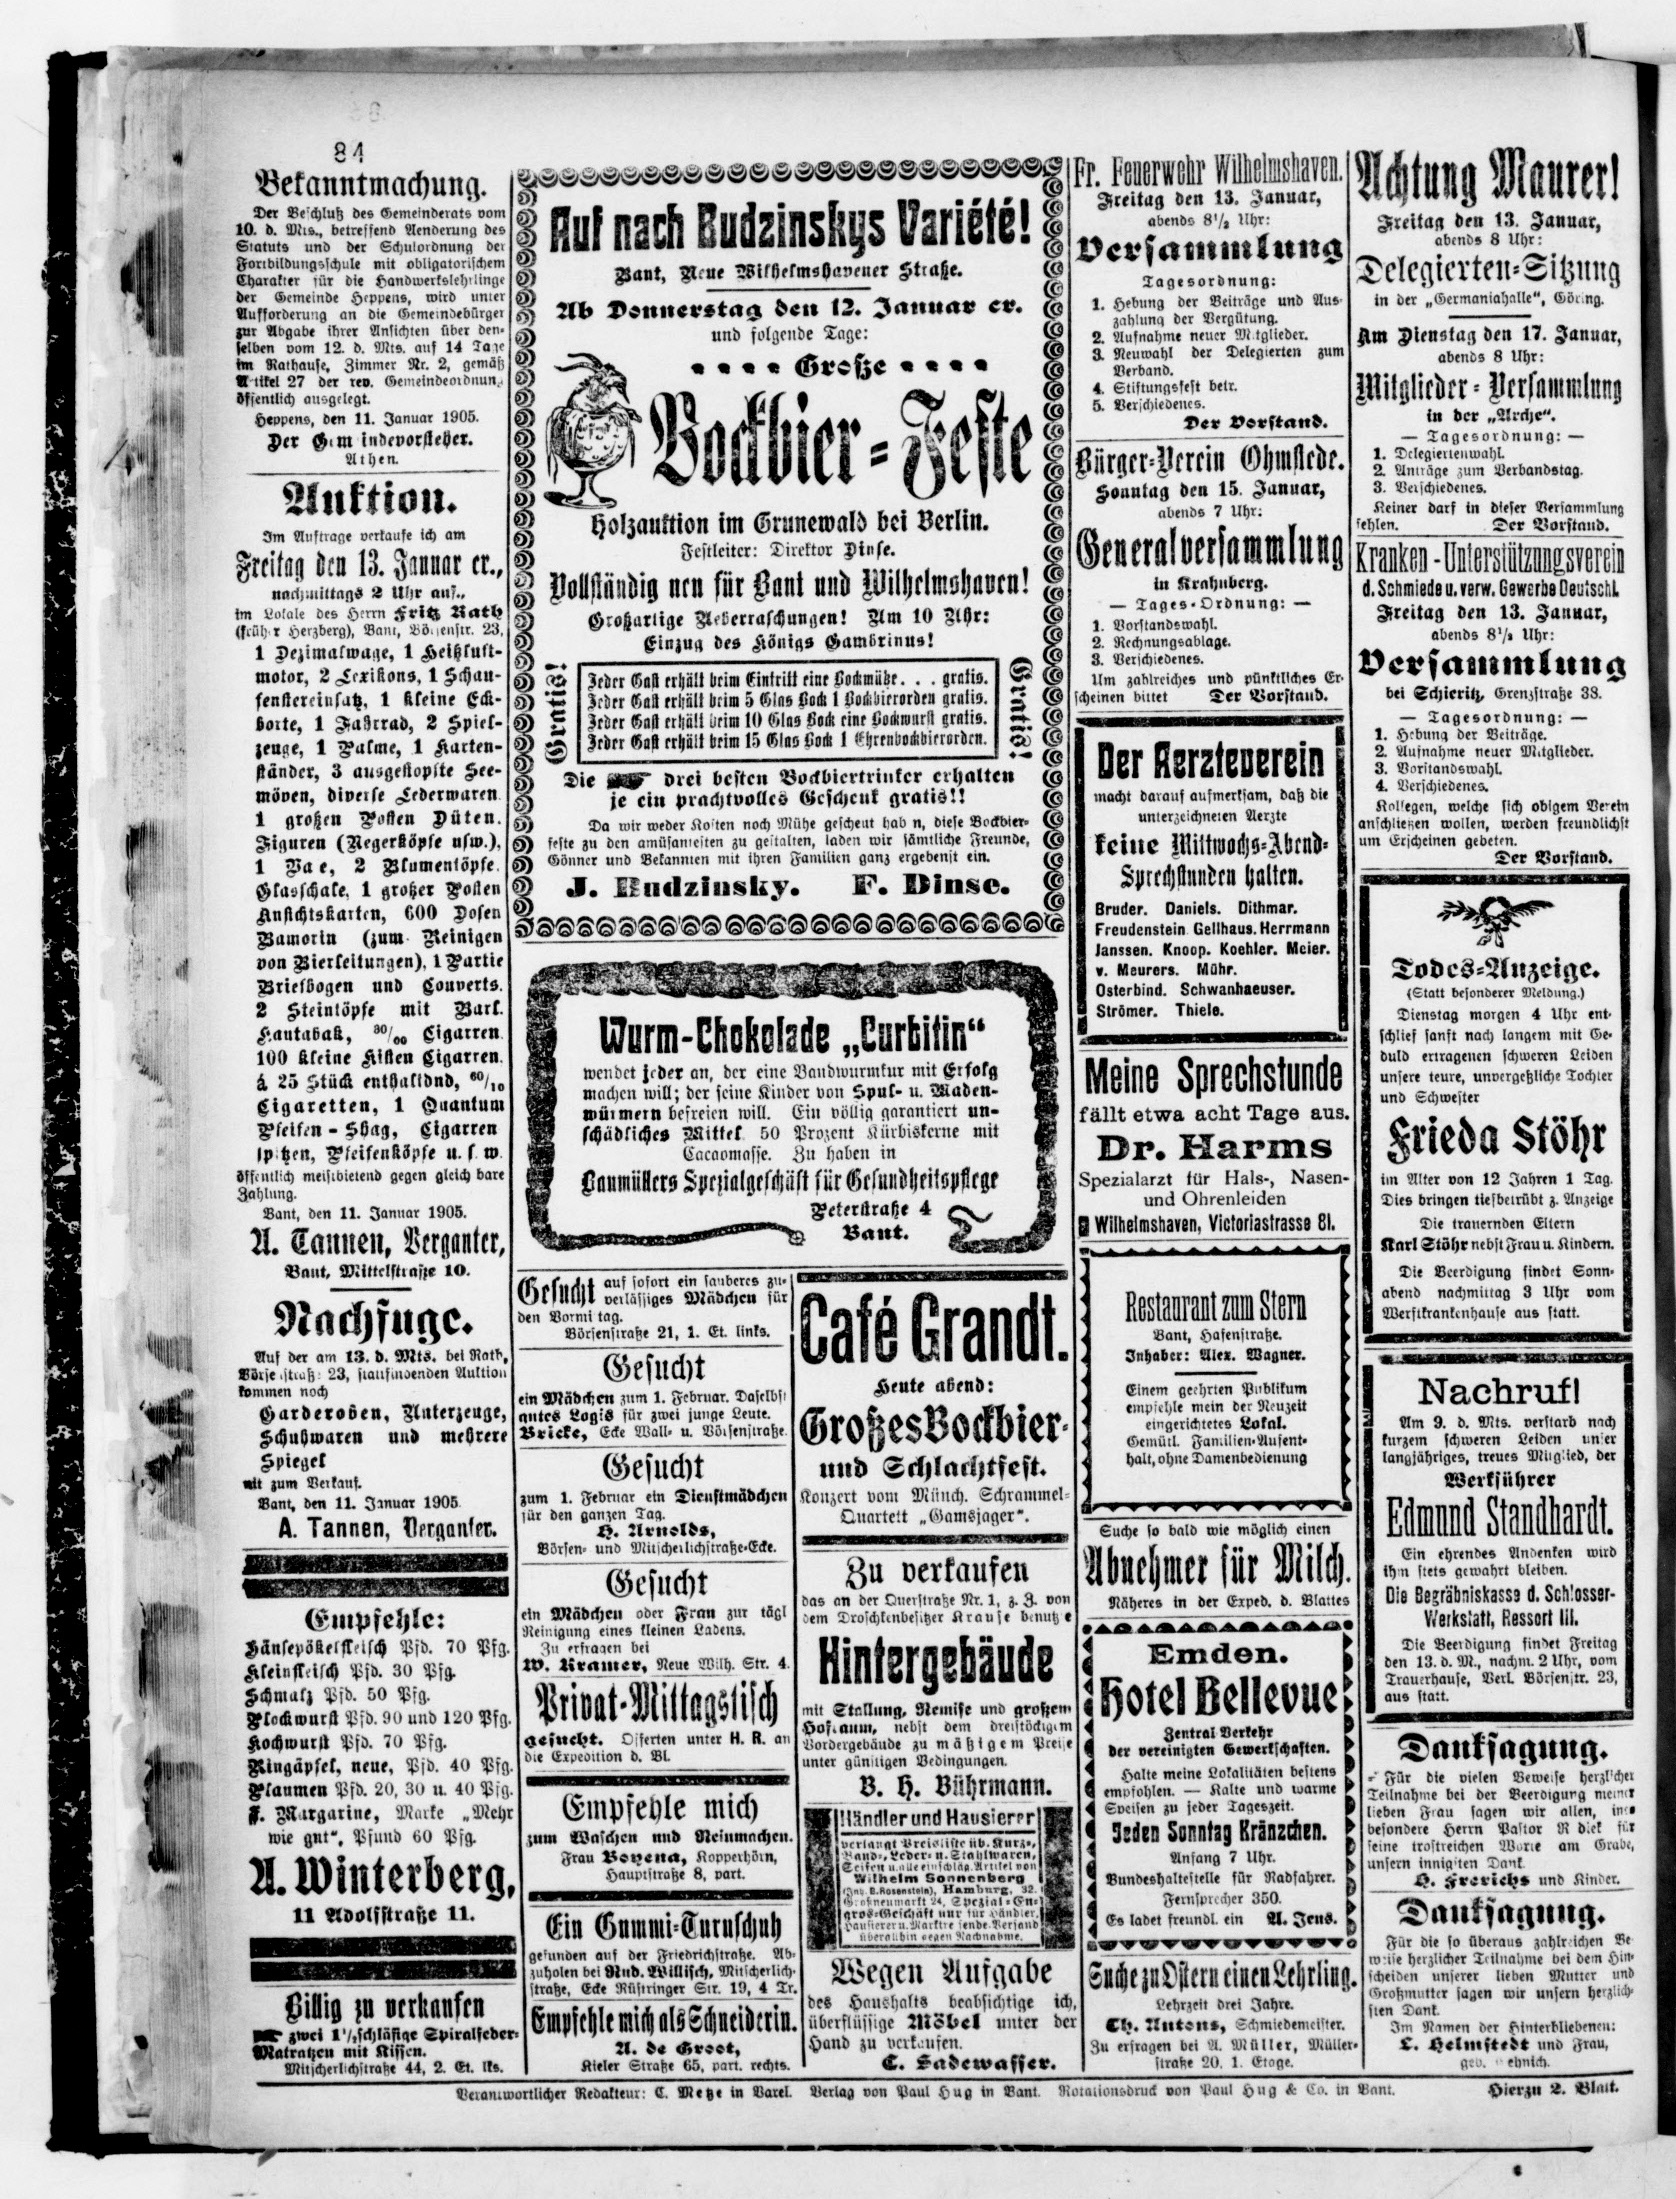 84
Bekanntmachung.
Der Beschluß des Gemeinderats vom
10. d. Mts., betreffend Aenderung des
Statuts und der Schulordnung der
Fortbildungsschule mit obligatorischem
Charakter für die Handwerkslehrlinge
der Gemeinde Heppens, wird unter
Aufforderung an die Gemeindebürger
zur Abgabe ihrer Ansichten über den-
selben vom 12. d. Mts. auf 14 Tage
im Rathause, Zimmer Nr. 2, gemäß
Artikel 27 der rev. Gemeindeordnung
öffentlich ausgelegt.
Heppens, den 11. Januar 1905.
Der Gemeindevorsteher.
Athen.
Auktion.
Im Auftrage verkaufe ich am
Freitag den 13. Januar cr.,
nachmittags 2 Uhr anf.,
im Lokale des Herrn Fritz Rath
(früher Herzberg), Bant, Börsenstr. 23,
1 Dezimalwage, 1 Heißluft-
motor, 2 Lexikons, 1 Schau-
fenstereinsatz, 1 kleine Eck-
borte, 1 Fahrrad, 2 Spiel-
zeuge, 1 Palme, 1 Karten-
ständer, 3 ausgestopfte See-
möven, diverse Lederwaren
1 großen Posten Düten.
Figuren (Negerköpfe usw.),
1 Vase, 2 Blumentöpfe.
Glasschale, 1 großer Posten
Ansichtskarten, 600 Dosen
Bamorin (zum Reinigen
von Bierleitungen), 1 Partie
Briefbogen und Couverts.
2 Steintöpfe mit Barl.
Kautabak, 80/00 Cigarren
100 kleine Kisten Cigarren.
á 25 Stück enthaltdnd, 60/10
Cigaretten, 1 Quantum
Pfeifen - Shag, Cigarren
spitzen, Pfeifenköpfe u. s. w.
öffentlich meistbietend gegen gleich bare
Zahlung.
Bant, den 11. Januar 1905.
A. Tannen, Verganter,
Bant, Mittelstraße 10.
Nachfuge.
Auf der am 13. d. Mts. bei Rath,
Börsenstraße 23, stattfindenden Auktion
kommen noch
Garderoben, Unterzeuge,
Schuhwaren und mehrere
Spiegel
mit zum Verkauf.
Bant, den 11. Januar 1905
A. Tannen, Verganter.
Empfehle:
Gänsepökelfleisch Pfd. 70 Pfg.
Kleinfleisch Pfd. 30 Pfg.
Schmalz Pfd. 50 Pfg.
Plockwurst Pfd. 90 und 120 Pfg.
Kochwurst Pfd. 70 Pfg.
Ringäpfel, neue, Pfd. 40 Pfg.
Plaumen Pfd. 20, 30 u. 40 Pfg.
f. Margarine, Marke „Mehr
wie gut“, Pfund 60 Pfg.
A. Winterberg,
11 Adolfstraße 11.
Billig zu verkaufen
zwei 1½schläfige Spiralfeder-
Matratzen mit Kissen.
Mitscherlichstraße 44, 2. Et. lks.
Auf nach Budzinskys Variété!
Bant, Neue Wilhelmshavener Straße.
Ab Donnerstag den 12. Januar cr.
und folgende Tage:
Große
Bockbier-Feste
Holzauktion im Grunewald bei Berlin.
Festleiter: Direktor Dinse.
Vollständig neu für Bant und Wilhelmshaven!
Großartige Ueberraschungen! Um 10 Uhr:
Einzug des Königs Gambrinus!
Gratis!
Jeder Gast erhält beim Eintritt eine Bockmütze . . . gratis.
Jeder Gast erhält beim 5 Glas Bock 1 Bockbierorden gratis.
Jeder Gast erhält beim 10 Glas Bock eine Bockwurst gratis.
Jeder Gast erhält beim 15 Glas Bock 1 Ehrenbockbierorden.
Gratis!
Die drei besten Bockbiertrinker erhalten
je ein prachtvolles Geschenk gratis!!
Da wir weder Kosten noch Mühe gescheut hab n, diese Bockbier-
feste zu den amüsantesten zu gestalten, laden wir sämtliche Freunde,
Gönner und Bekannten mit ihren Familien ganz ergebenst ein.
J. Budzinsky. F. Dinse.
Wurm-Chokolade „Curbitin“
wendet jeder an, der eine Bandwurmkur mit Erfolg
machen will; der seine Kinder von Spul- u. Maden-
würmern befreien will. Ein völlig garantiert un-
schädliches Mittel 50 Prozent Kürbiskerne mit
Cacaomasse. Zu haben in
Baumüllers Spezialgeschäft für Gesundheitspflege
Peterstraße 4
Bant.
Gesucht auf sofort ein sauberes zu-
verlässiges Mädchen für
den Vormittag.
Börsenstraße 21, 1. Et. links.
Gesucht
ein Mädchen zum 1. Februar. Daselbst
gutes Logis für zwei junge Leute.
Bricke, Ecke Wall- u. Börsenstraße.
Gesucht
zum 1. Februar ein Dienstmädchen
für den ganzen Tag.
H. Arnolds,
Börsen- und Mitscherlichstraße-Ecke.
Gesucht
ein Mädchen oder Frau zur tägl
Reinigung eines kleinen Ladens.
Zu erfragen bei
W. Kramer, Neue Wilh. Str. 4.
Privat-Mittagstisch
gesucht. Offerten unter H. R. an
die Expedition d. Bl.
Empfehle mich
zum Waschen und Reinmachen.
Frau Boyena, Kopperhörn,
Hauptstraße 8, part.
Ein Gummi-Turnschuh
gefunden auf der Friedrichstraße. Ab-
zuholen bei Rud. Willisch, Mitscherlich-
straße, Ecke Rüstringer Str. 19, 4 Tr.
Empfehle mich als Schneiderin.
A. de Groot,
Kieler Straße 65, part. rechts.
Café Grandt.
Heute abend:
Großes Bockbier-
und Schlachtfest.
Konzert vom Münch. Schrammel-
Quartett „Gamsjager“.
Zu verkaufen
das an der Querstraße Nr. 1, z. Z. von
dem Droschkenbesitzer Krause benutzte
Hintergebäude
mit Stallung, Remise und großem
Hofraum, nebst dem dreistöckigem
Vordergebäude zu mäßigem Preise
unter günstigen Bedingungen.
B. H. Bührmann.
Händler und Hausierer
verlangt Preisliste üb. Kurz-,
Band-, Leder- u. Stahlwaren,
Seifen u. alle einschläg. Artikel von
Wilhelm Sonnenberg
(Inh. B. Rosenstein), Hamburg, 32.
Großneumarkt 24, Spezial-En-
gros-Geschäft nur für Händler,
Hausierer u. Marktreisende. Versand
überallhin gegen Nachnahme.
Wegen Aufgabe
des Haushalts beabsichtige ich,
überflüssige Möbel unter der
Hand zu verkaufen.
C. Sadewasser.
Fr. Feuerwehr Wilhelmshaven.
Freitag den 13. Januar,
abends 8½ Uhr:
Versammlung
Tagesordnung:
1. Hebung der Beiträge und Aus-
zahlung der Vergütung.
2. Aufnahme neuer Mitglieder.
3. Neuwahl der Delegierten zum
Verband.
4. Stiftungsfest betr.
5. Verschiedenes.
Der Vorstand.
Bürger-Verein Ohmstede.
Sonntag den 15. Januar,
abends 7 Uhr:
Generalversammlung
in Krahnberg.
— Tages-Ordnung: —
1. Vorstandswahl.
2. Rechnungsablage.
3. Verschiedenes.
Um zahlreiches und pünktliches Er-
scheinen bittet Der Vorstand.
Der Aerzteverein
macht darauf aufmerksam, daß die
unterzeichneten Aerzte
keine Mittwochs-Abend-
Sprechstunden halten.
Bruder. Daniels. Dithmar.
Freudenstein. Gellhaus. Herrmann
Janssen. Knoop. Koehler. Meier.
v. Meurers. Mühr.
Osterbind. Schwanhaeuser.
Strömer. Thiele.
Meine Sprechstunde
fällt etwa acht Tage aus.
Dr. Harms
Spezialarzt für Hals-, Nasen-
und Ohrenleiden
Wilhelmshaven, Victoriastrasse 81.
Restaurant zum Stern
Bant, Hafenstraße.
Inhaber: Alex. Wagner.
Einem geehrten Publikum
empfehle mein der Neuzeit
eingerichtetes Lokal.
Gemütl. Familien-Aufent-
halt, ohne Damenbedienung
Suche so bald wie möglich einen
Abnehmer für Milch.
Näheres in der Exped. d. Blattes
Emden.
Hotel Bellevue
Zentral Verkehr
der vereinigten Gewerkschaften.
Halte meine Lokalitäten bestens
empfohlen. — Kalte und warme
Speisen zu jeder Tageszeit.
Jeden Sonntag Kränzchen.
Anfang 7 Uhr.
Bundeshaltestelle für Radfahrer.
Fernsprecher 350.
Es ladet freundl. ein A. Jens.
Suche zu Ostern einen Lehrling.
Lehrzeit drei Jahre.
Th. Antons, Schmiedemeister.
Zu erfragen bei A. Müller, Müller-
straße 20, 1. Etage.
Achtung Maurer!
Freitag den 13. Januar,
abends 8 Uhr:
Delegierten-Sitzung
in der „Germaniahalle“, Göring.
Am Dienstag den 17. Januar,
abends 8 Uhr:
Mitglieder-Versammlung
in der „Arche“.
— Tagesordnung: —
1. Delegiertenwahl.
2. Anträge zum Verbandstag.
3. Verschiedenes.
Keiner darf in dieser Versammlung
fehlen. Der Vorstand.
Kranken-Unterstützungsverein
d. Schmiede u. verw. Gewerbe Deutschl.
Freitag den 13. Januar,
abends 8½ Uhr:
Versammlung
bei Schieritz, Grenzstraße 38.
— Tagesordnung: —
1. Hebung der Beiträge.
2. Aufnahme neuer Mitglieder.
3. Vorstandswahl.
4. Verschiedenes.
Kollegen, welche sich obigem Verein
anschließen wollen, werden freundlichst
um Erscheinen gebeten.
Der Vorstand.
Todes-Anzeige.
(Statt besonderer Meldung.)
Dienstag morgen 4 Uhr ent-
schlief sanft nach langem mit Ge-
duld ertragenen schweren Leiden
unsere teure, unvergeßliche Tochter
und Schwester
Frieda Stöhr
im Alter von 12 Jahren 1 Tag.
Dies bringen tiefbetrübt z. Anzeige
Die trauernden Eltern
Karl Stöhr nebst Frau u. Kindern.
Die Beerdigung findet Sonn-
abend nachmittag 3 Uhr vom
Werftkrankenhause aus statt.
Nachruf!
Am 9. d. Mts. verstarb nach
kurzem schweren Leiden unser
langjähriges, treues Mitglied, der
Werkführer
Edmund Standhardt.
Ein ehrendes Andenken wird
ihm stets gewahrt bleiben.
Die Begräbniskasse d. Schlosser-
Werkstatt, Ressort III.
Die Beerdigung findet Freitag
den 13. d. M., nachm. 2 Uhr, vom
Trauerhause, Verl. Börsenstr. 23,
aus statt.
Danksagung.
Für die vielen Beweise herzlicher
Teilnahme bei der Beerdigung meiner
lieben Frau sagen wir allen, ins-
besondere Herrn Pastor für
seine trostreichen Worte am Grabe,
unsern innigsten Dank
H. Frerichs und Kinder.
Danksagung.
Für die so überaus zahlreichen Be
weise herzlicher Teilnahme bei dem Hin-
scheiden unserer lieben Mutter und
Großmutter sagen wir unsern herzlich-
sten Dank.
Im Namen der Hinterbliebenen:
L. Helmstedt und Frau,
geb.
Verantwortlicher Redakteur: C. Metze in Varel. Verlag von Paul Hug in Bant. Rotationsdruck von Paul Hug & Co. in Bant. Hierzu 2. Blatt.